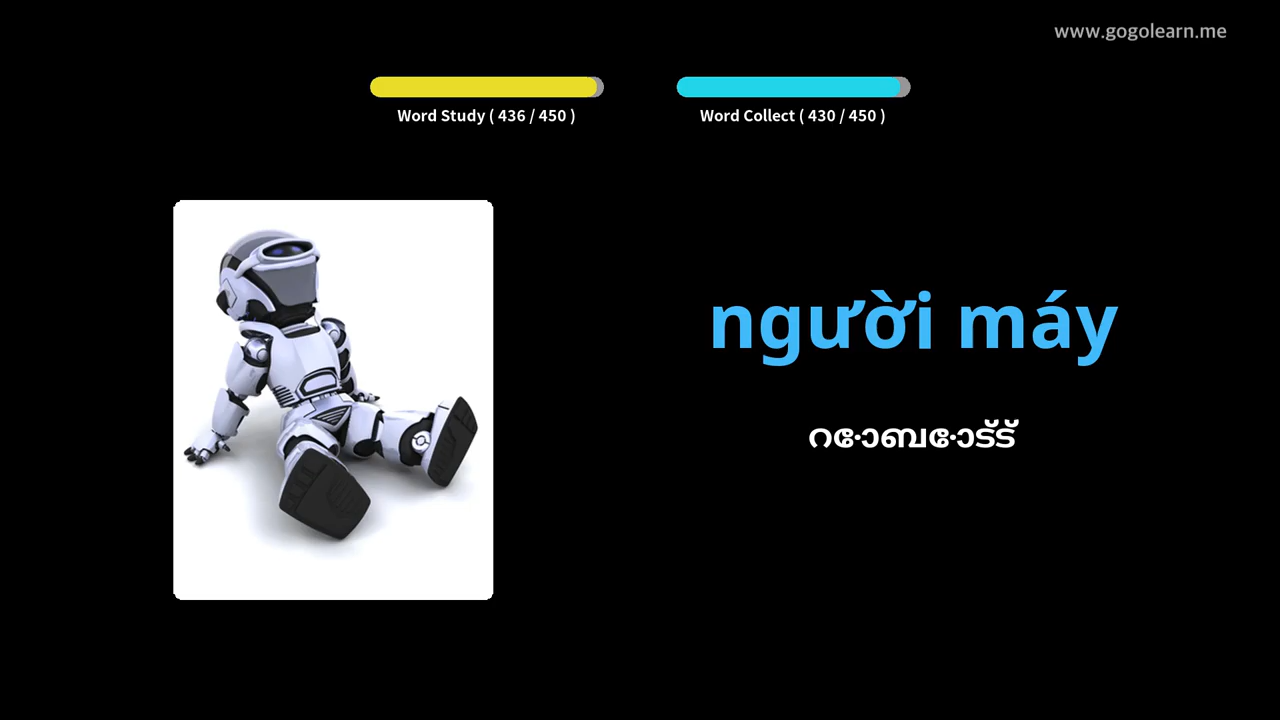 www.gogolearn.me
Word Study ( 436 / 450 )
Word Collect ( 430 / 450 )
người máy
റോബോട്ട്